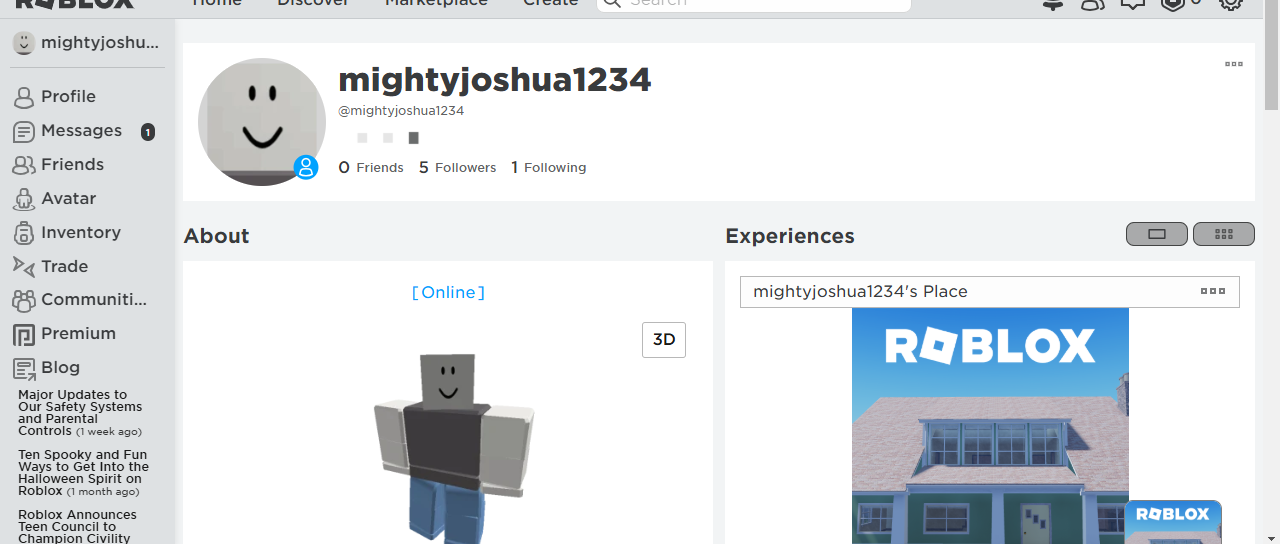 ROBLOX
Home
Discover
Marketplace
Create
Search
0
mightyjoshu...
Profile
Messages
1
Friends
Avatar
Inventory
Trade
Communiti...
Premium
Blog
Major Updates to
Our Safety Systems
and Parental
Controls (1 week ago)
Ten Spooky and Fun
Ways to Get Into the
Halloween Spirit on
Roblox (1 month ago)
Roblox Announces
Teen Council to
Champion Civility
mightyjoshua1234
@mightyjoshua1234
0 Friends 5 Followers 1 Following
About
[ Online ]
3D
Experiences
mightyjoshua1234's Place
ROBLOX
ROBLOX